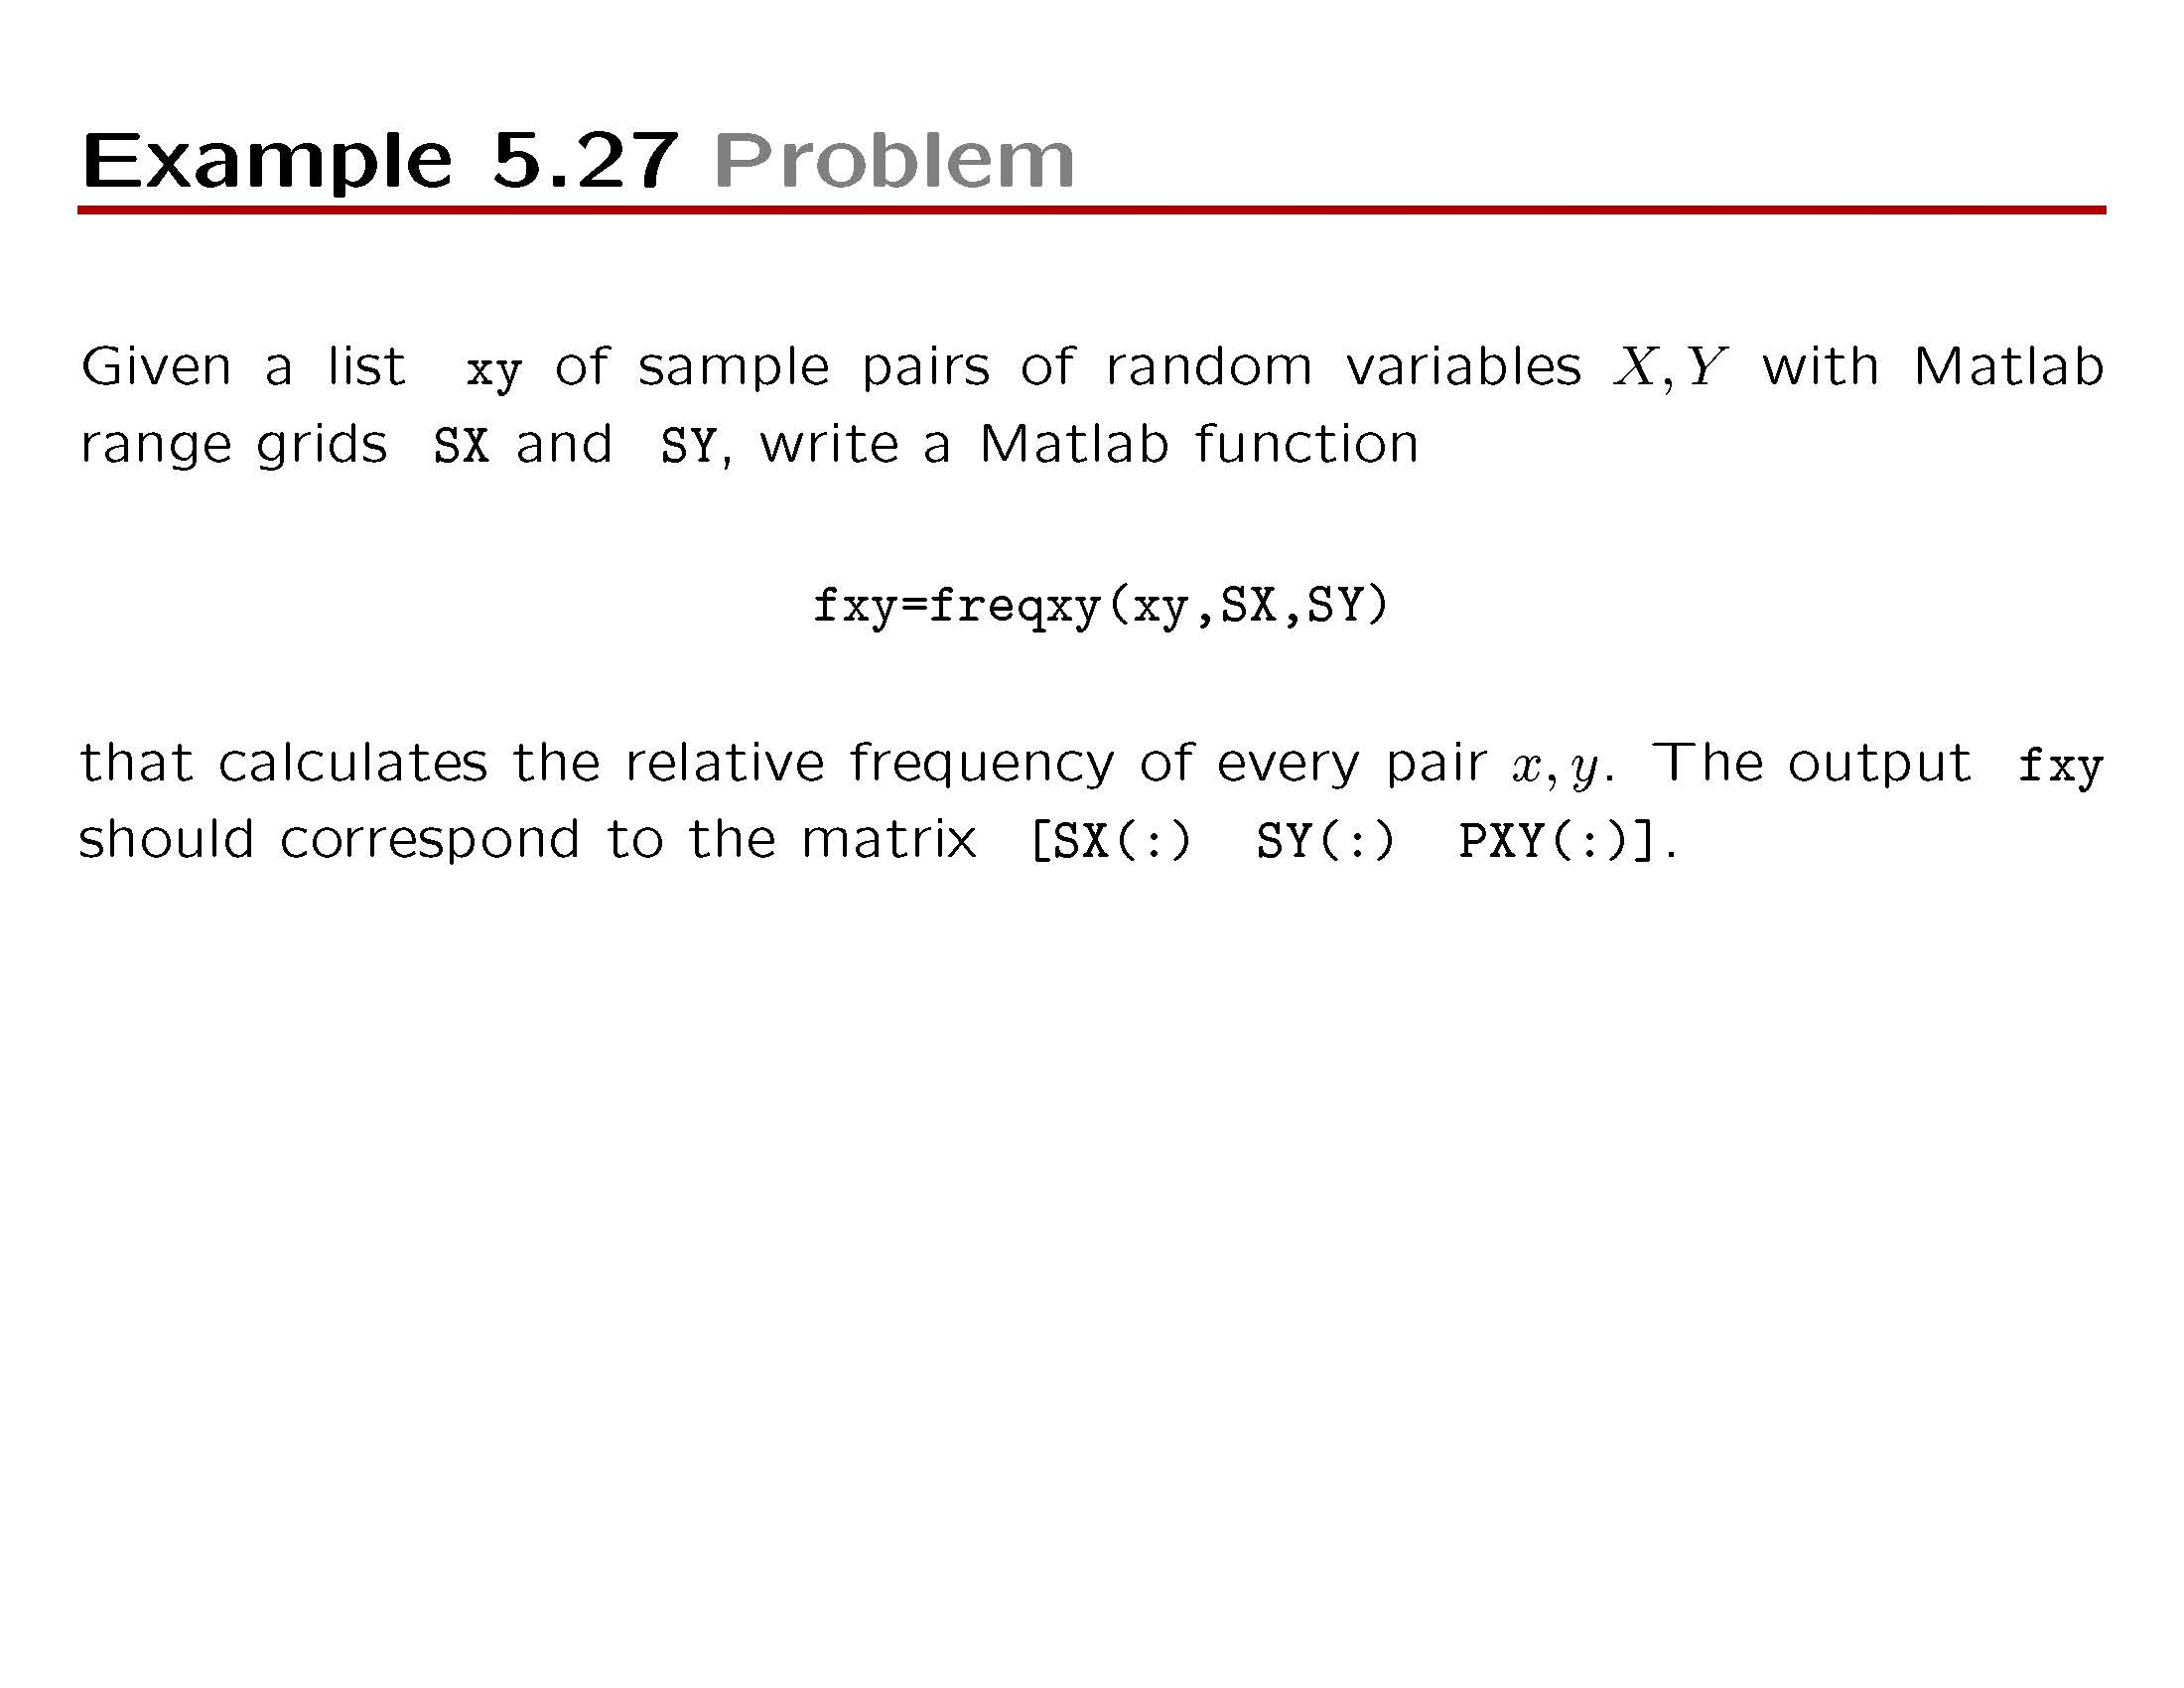 Example 5.27 Problem
Given a list xy of sample pairs of random variables X, Y with Matlab
range grids SX and SY, write a Matlab function
fxy=freqxy(xy,SX,SY)
that calculates the relative frequency of every pair x, y. The output fxy
should correspond to the matrix [SX(:) SY(:) PXY(:)].